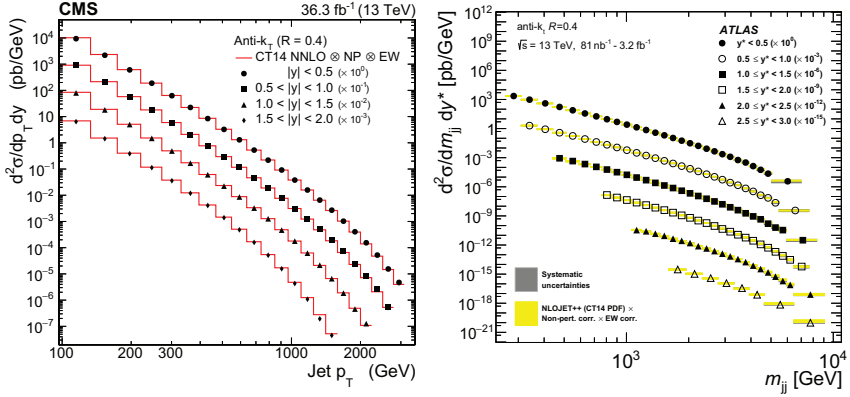 CMS
36.3 fb⁻¹ (13 TeV)
d²σ/dp_T dy (pb/GeV)
10⁴
10³
10²
10
1
10⁻¹
10⁻²
10⁻³
10⁻⁴
10⁻⁵
10⁻⁶
10⁻⁷
Anti-k_T (R = 0.4)
CT14 NNLO ⊗ NP ⊗ EW
|y| < 0.5 (× 10⁰)
0.5 < |y| < 1.0 (× 10⁻¹)
1.0 < |y| < 1.5 (× 10⁻²)
1.5 < |y| < 2.0 (× 10⁻³)
100 200 300 1000 2000
Jet p_T (GeV)
d²σ/dm_jj dy* [pb/GeV]
10¹²
10⁹
10⁶
10³
1
10⁻³
10⁻⁶
10⁻⁹
10⁻¹²
10⁻¹⁵
10⁻¹⁸
10⁻²¹
anti-k_t R=0.4
√s = 13 TeV, 81 nb⁻¹ - 3.2 fb⁻¹
ATLAS
y* < 0.5 (× 10⁰)
0.5 ≤ y* < 1.0 (× 10⁻³)
1.0 ≤ y* < 1.5 (× 10⁻⁶)
1.5 ≤ y* < 2.0 (× 10⁻⁹)
2.0 ≤ y* < 2.5 (× 10⁻¹²)
2.5 ≤ y* < 3.0 (× 10⁻¹⁵)
Systematic
uncertainties
NLOJET++ (CT14 PDF) ×
Non-pert. corr. × EW corr.
10³ 10⁴
m_jj [GeV]